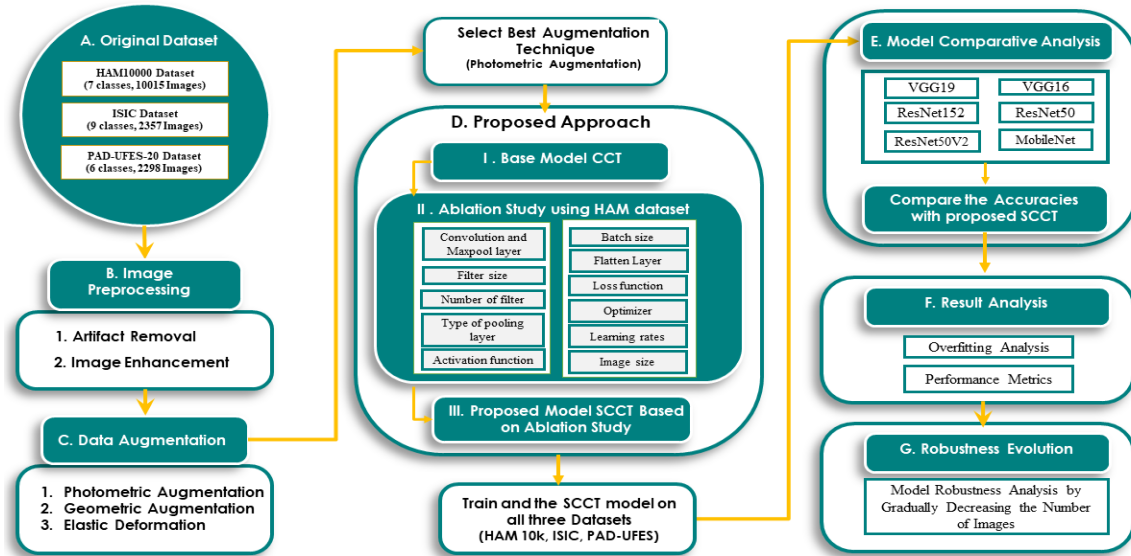 A. Original Dataset
HAM10000 Dataset
(7 classes, 10015 Images)
ISIC Dataset
(9 classes, 2357 Images)
PAD-UFES-20 Dataset
(6 classes, 2298 Images)
B. Image
Preprocessing
1. Artifact Removal
2. Image Enhancement
C. Data Augmentation
1. Photometric Augmentation
2. Geometric Augmentation
3. Elastic Deformation
Select Best Augmentation
Technique
(Photometric Augmentation)
D. Proposed Approach
I . Base Model CCT
II . Ablation Study using HAM dataset
Convolution and
Maxpool layer
Filter size
Number of filter
Type of pooling
layer
Activation function
Batch size
Flatten Layer
Loss function
Optimizer
Learning rates
Image size
III. Proposed Model SCCT Based
on Ablation Study
Train and the SCCT model on
all three Datasets
(HAM 10k, ISIC, PAD-UFES)
E. Model Comparative Analysis
VGG19
VGG16
ResNet152
ResNet50
ResNet50V2
MobileNet
Compare the Accuracies
with proposed SCCT
F. Result Analysis
Overfitting Analysis
Performance Metrics
G. Robustness Evolution
Model Robustness Analysis by
Gradually Decreasing the Number
of Images